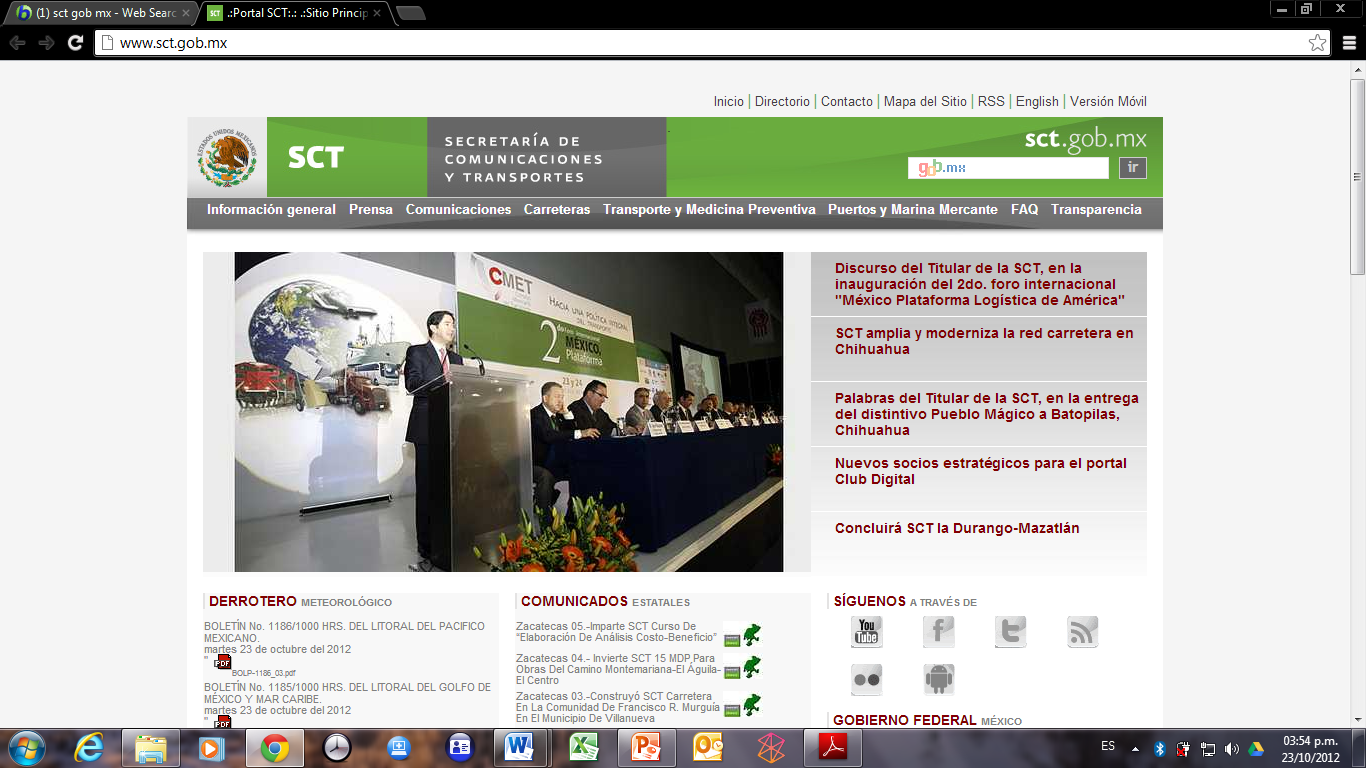 (1) sct gob mx - Web Searc
.:Portal SCT:.: .:Sitio Princip
www.sct.gob.mx
Inicio | Directorio | Contacto | Mapa del Sitio | RSS | English | Versión Móvil
ESTADOS UNIDOS MEXICANOS
SCT
SECRETARÍA DE
COMUNICACIONES
Y TRANSPORTES
sct.gob.mx
gob.mx
ir
Información general Prensa Comunicaciones Carreteras Transporte y Medicina Preventiva Puertos y Marina Mercante FAQ Transparencia
CMET
HACIA UNA POLÍTICA INTEGRAL
DEL TRANSPORTE
2do Foro Internacional
MÉXICO,
Plataforma
23 y 24
Discurso del Titular de la SCT, en la
inauguración del 2do. foro internacional
"México Plataforma Logística de América"
SCT amplia y moderniza la red carretera en
Chihuahua
Palabras del Titular de la SCT, en la entrega
del distintivo Pueblo Mágico a Batopilas,
Chihuahua
Nuevos socios estratégicos para el portal
Club Digital
Concluirá SCT la Durango-Mazatlán
DERROTERO METEOROLÓGICO
BOLETÍN No. 1186/1000 HRS. DEL LITORAL DEL PACIFICO
MEXICANO.
martes 23 de octubre del 2012
" PDF
BOLP-1186_03.pdf
BOLETÍN No. 1185/1000 HRS. DEL LITORAL DEL GOLFO DE
MÉXICO Y MAR CARIBE.
martes 23 de octubre del 2012
" PDF
COMUNICADOS ESTATALES
Zacatecas 05.-Imparte SCT Curso De
"Elaboración De Análisis Costo-Beneficio"
Zacatecas 04.- Invierte SCT 15 MDP,Para
Obras Del Camino Montemariana-El Águila-
El Centro
Zacatecas 03.-Construyó SCT Carretera
En La Comunidad De Francisco R. Murguía
En El Municipio De Villanueva
SÍGUENOS A TRAVÉS DE
You Tube
GOBIERNO FEDERAL MÉXICO
ES
03:54 p.m.
23/10/2012